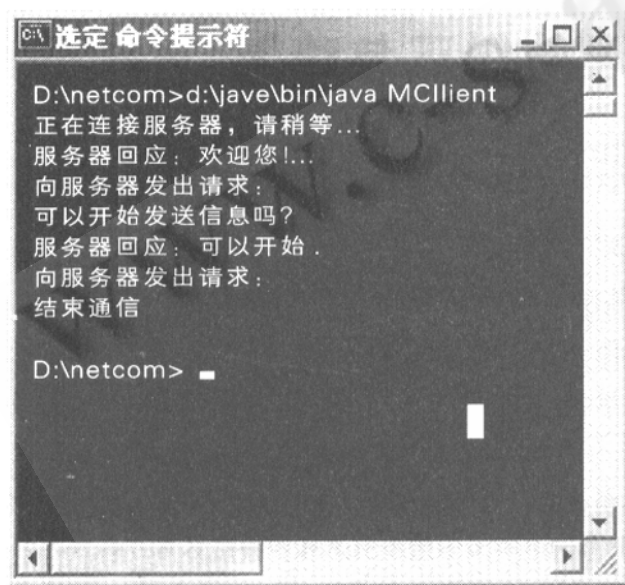 选定 命令提示符
D:\netcom>d:\jave\bin\java MCllient
正在连接服务器，请稍等...
服务器回应：欢迎您!...
向服务器发出请求：
可以开始发送信息吗?
服务器回应：可以开始.
向服务器发出请求：
结束通信
D:\netcom>